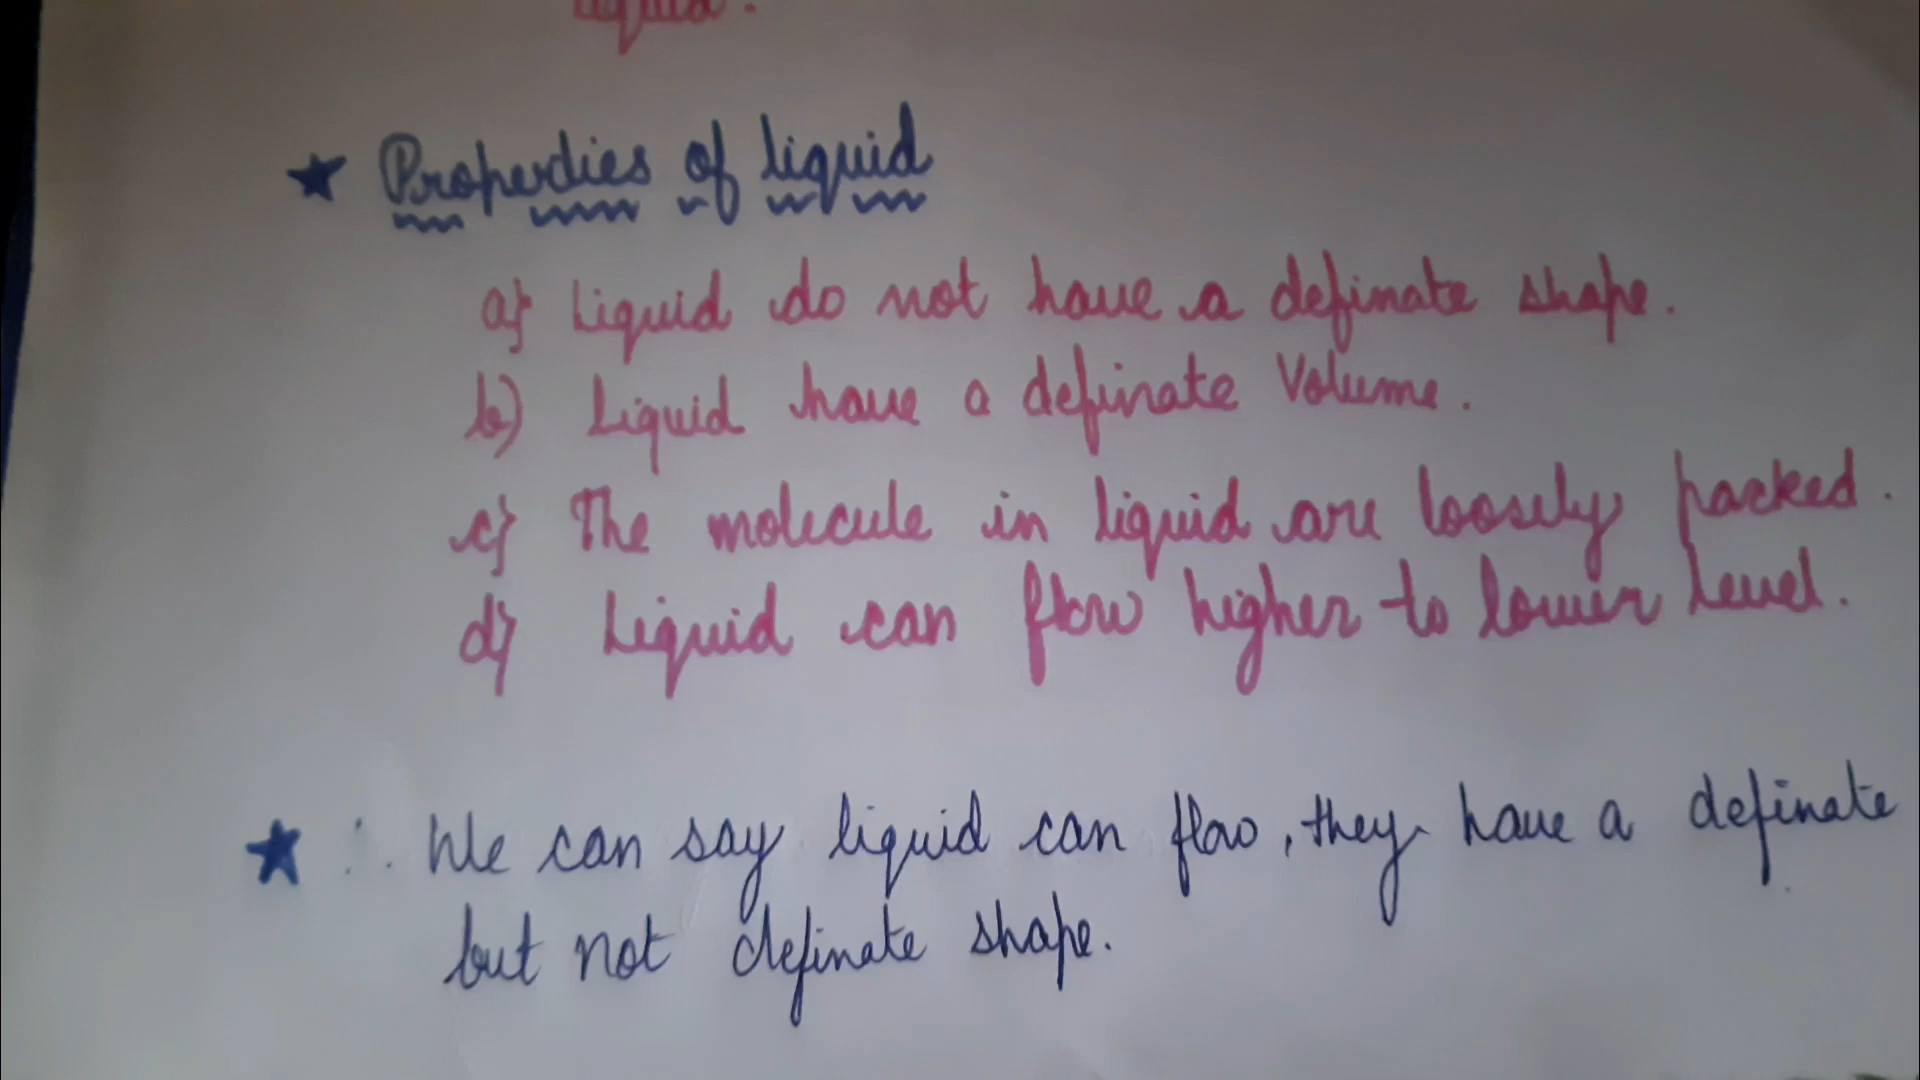 liquid.
★ Properties of liquid
a) Liquid do not have a definate shape.
b) Liquid have a definate Volume.
c) The molecule in liquid are loosely packed.
d) Liquid can flow higher to lower level.
★ ∴ We can say liquid can flow, they have a definate
but not definate shape.